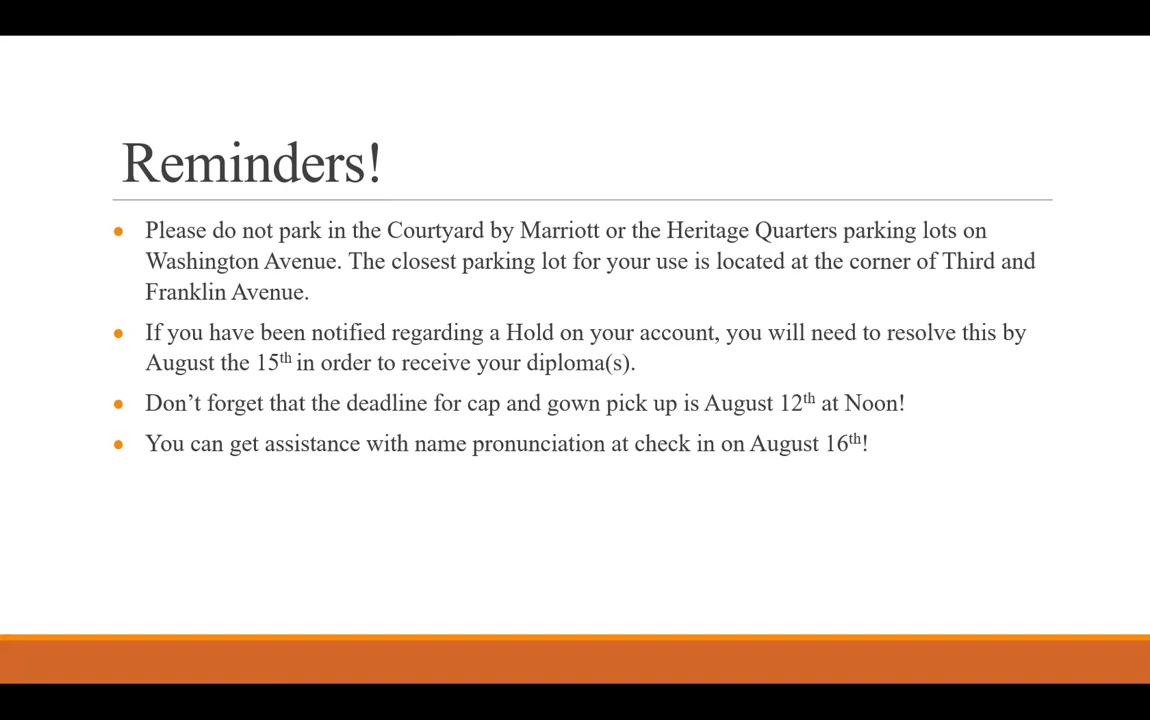 Reminders!
Please do not park in the Courtyard by Marriott or the Heritage Quarters parking lots on
Washington Avenue. The closest parking lot for your use is located at the corner of Third and
Franklin Avenue.
If you have been notified regarding a Hold on your account, you will need to resolve this by
August the 15th in order to receive your diploma(s).
Don’t forget that the deadline for cap and gown pick up is August 12th at Noon!
You can get assistance with name pronunciation at check in on August 16th!